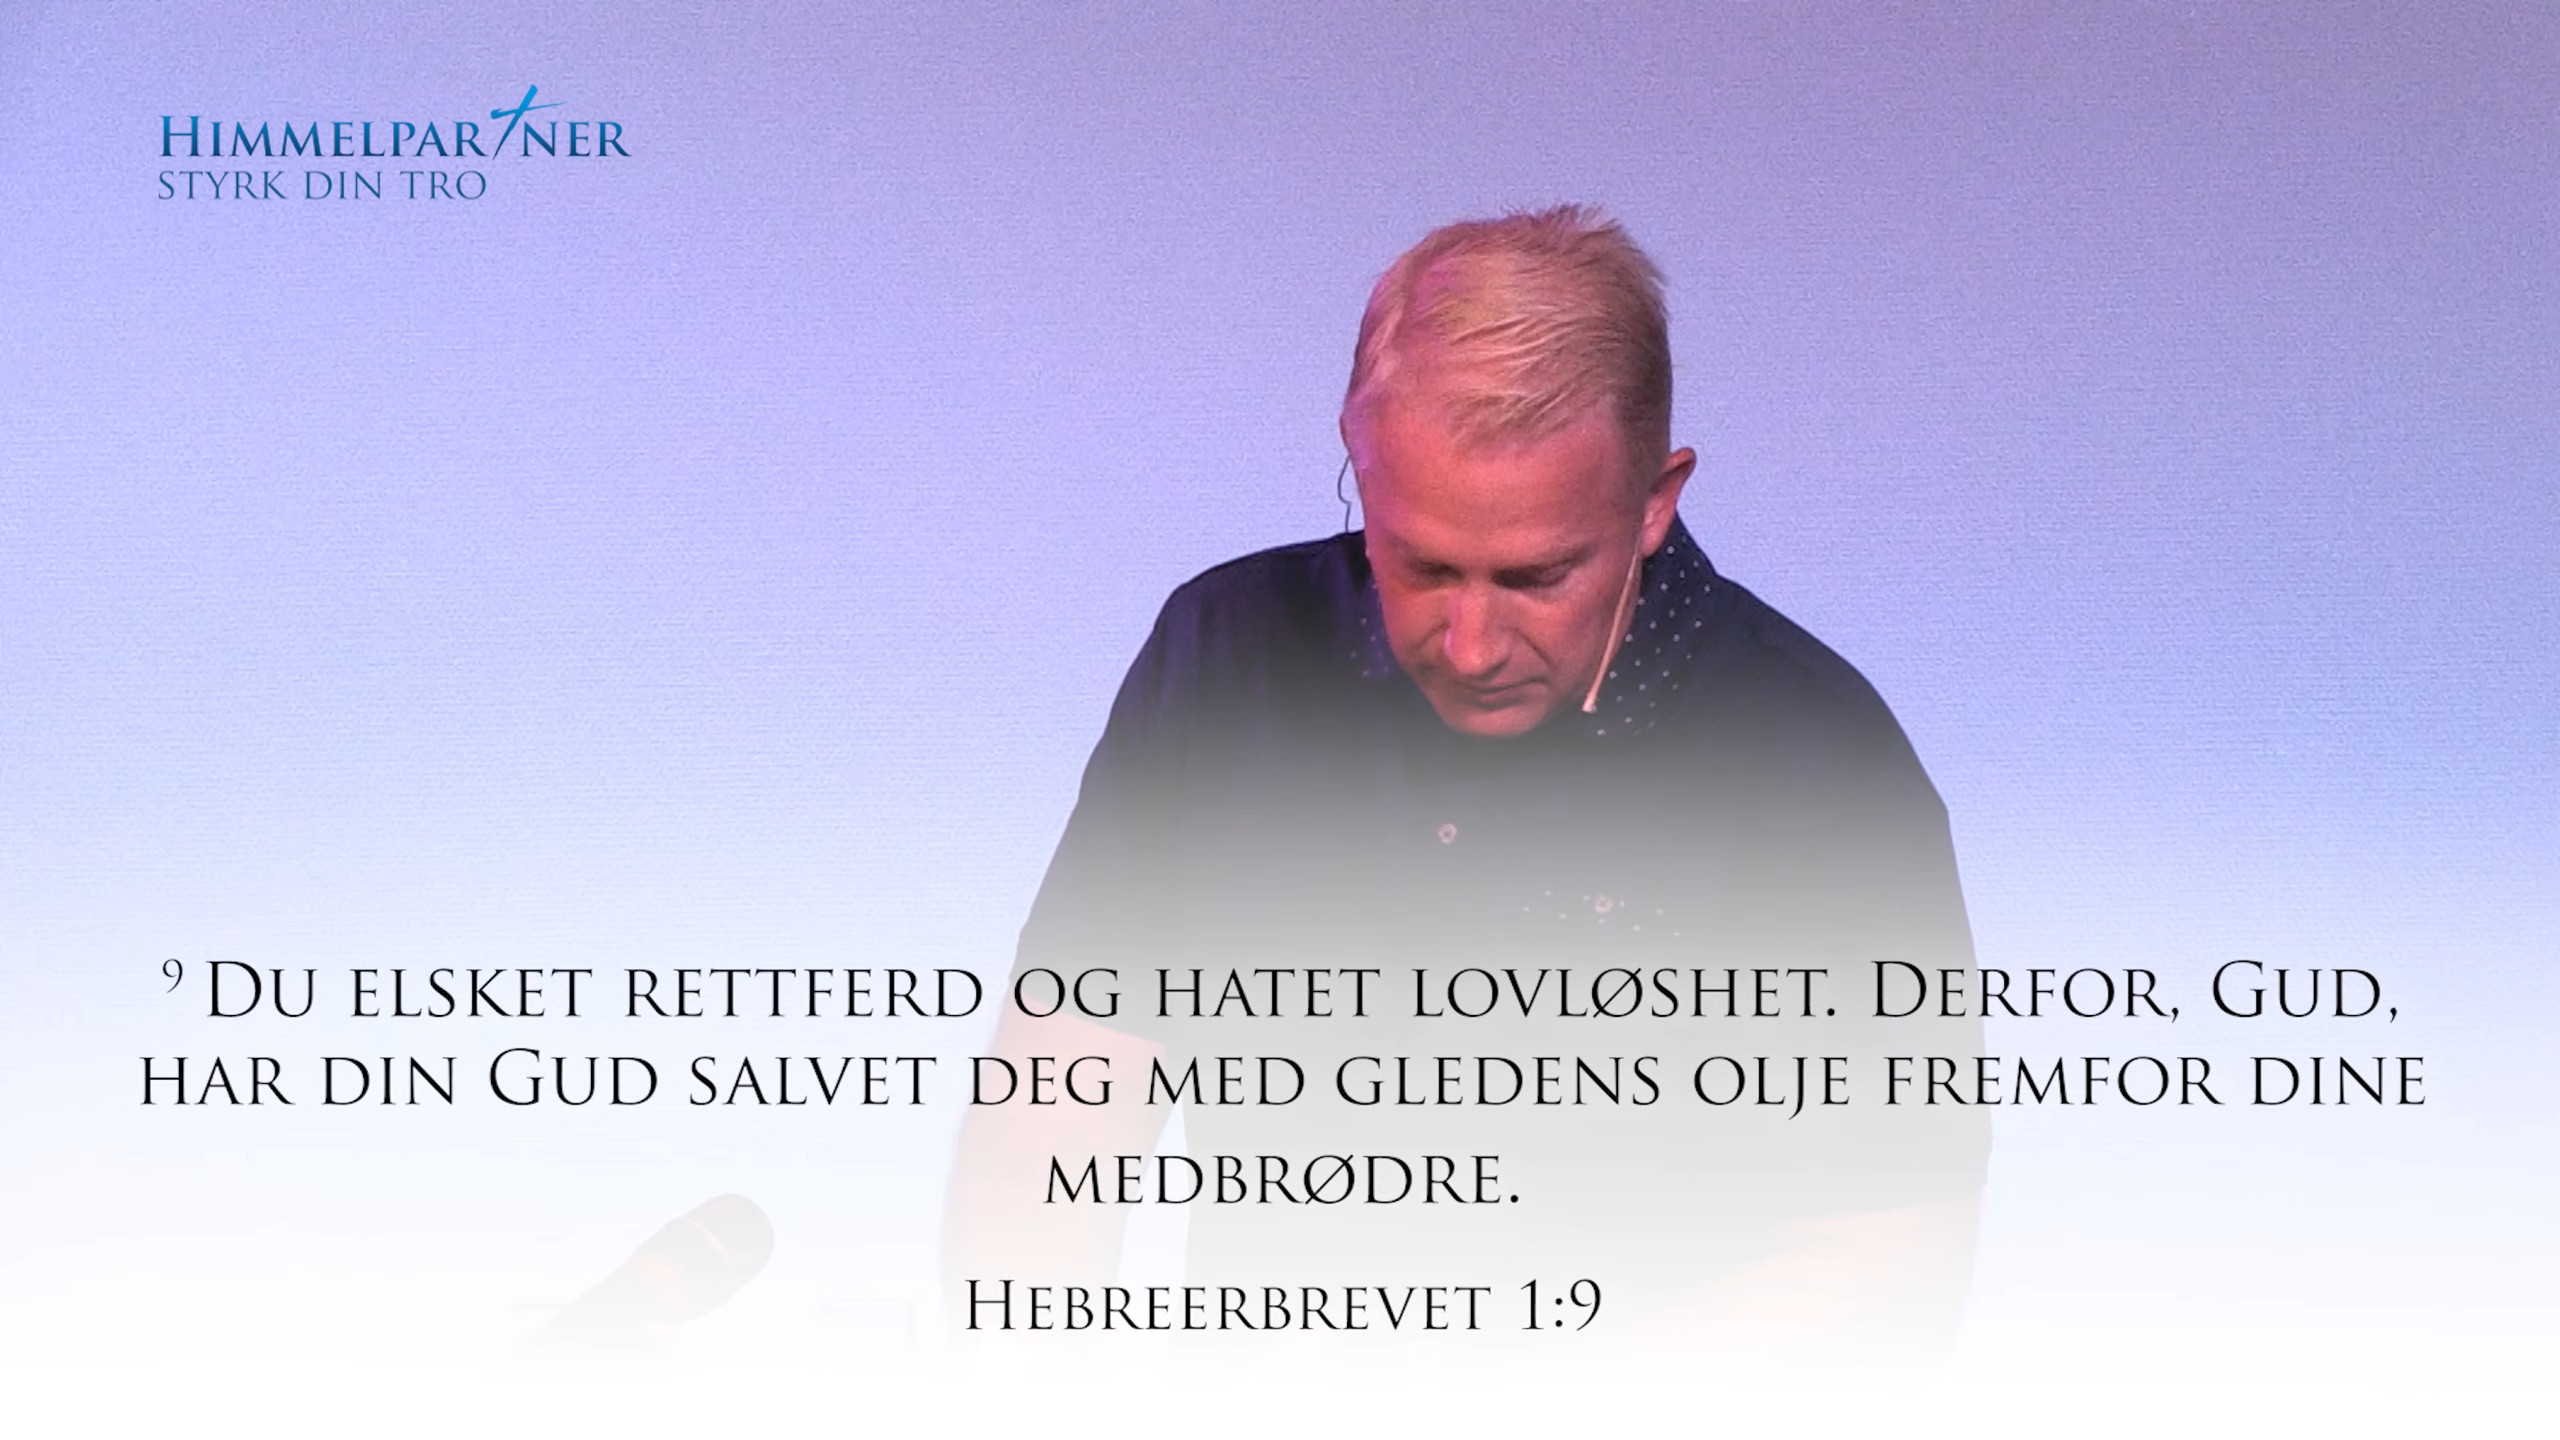 HIMMELPARTNER
STYRK DIN TRO
9 DU ELSKET RETTFERD OG HATET LOVLØSHET. DERFOR, GUD,
HAR DIN GUD SALVET DEG MED GLEDENS OLJE FREMFOR DINE
MEDBRØDRE.
HEBREERBREVET 1:9